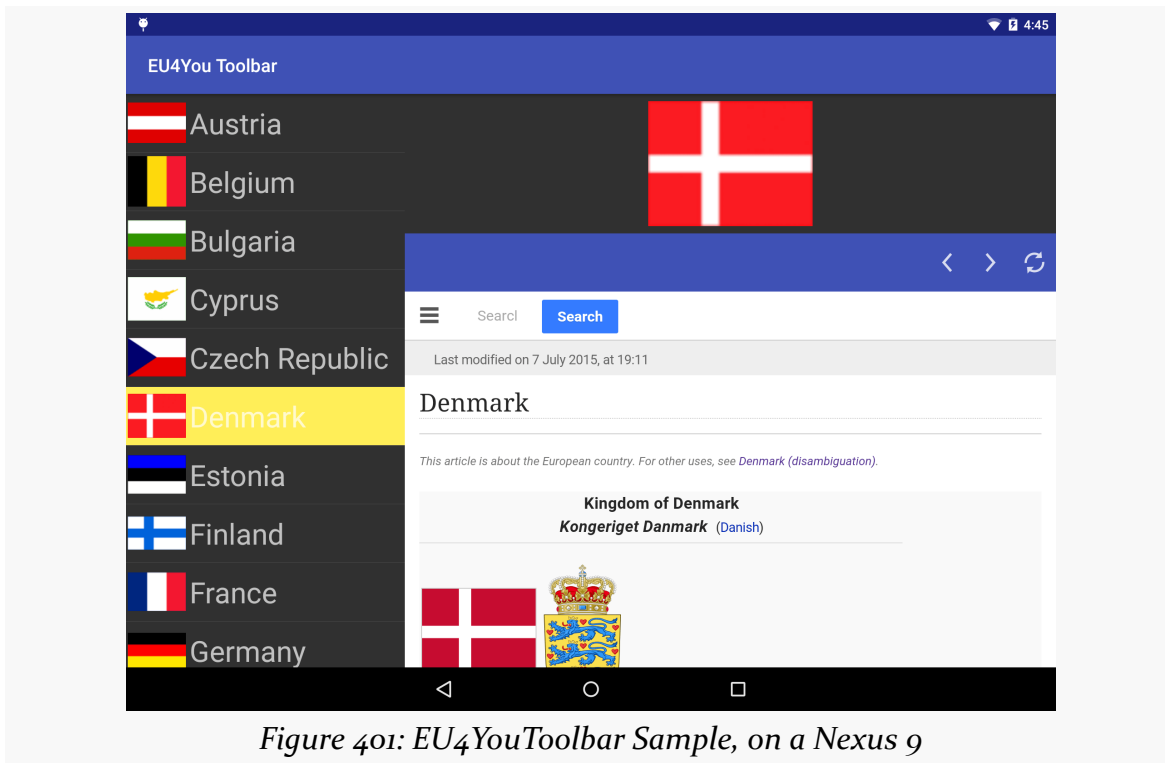 4:45
EU4You Toolbar
Austria
Belgium
Bulgaria
Cyprus
Czech Republic
Denmark
Estonia
Finland
France
Germany
Searcl
Search
Last modified on 7 July 2015, at 19:11
Denmark
This article is about the European country. For other uses, see Denmark (disambiguation).
Kingdom of Denmark
Kongeriget Danmark (Danish)
Figure 401: EU4YouToolbar Sample, on a Nexus 9